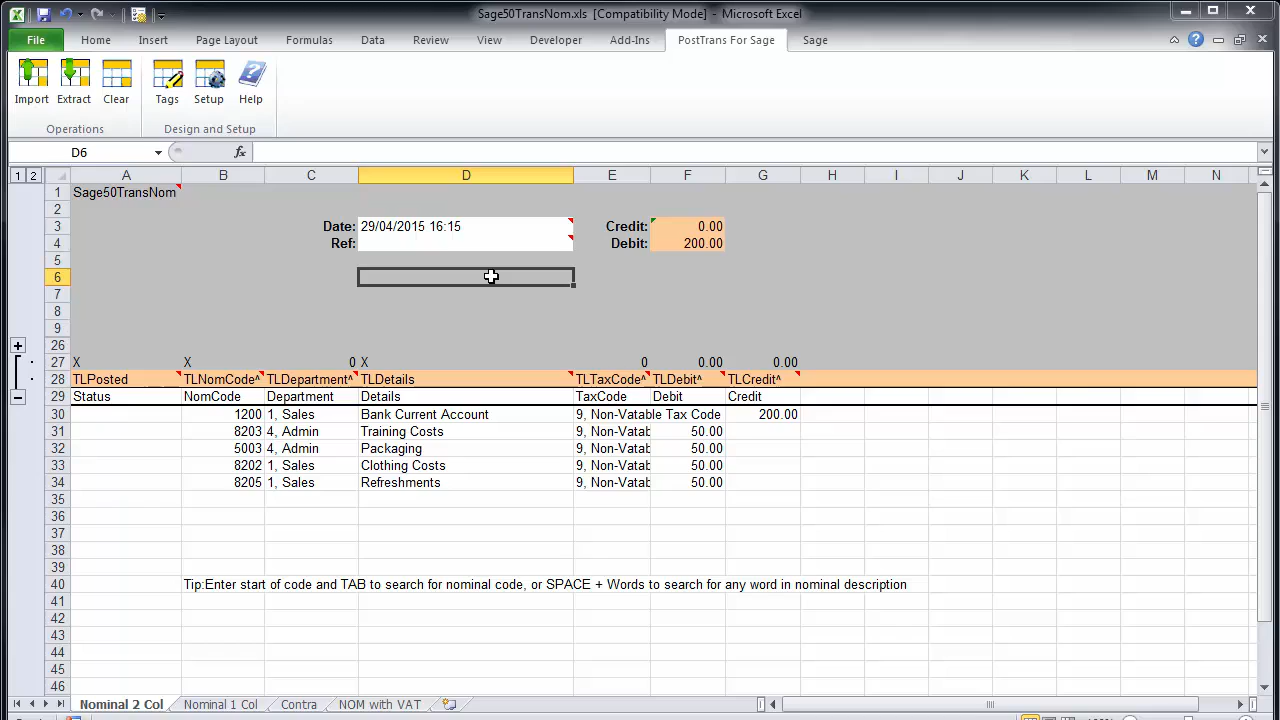 Sage50TransNom.xls [Compatibility Mode] - Microsoft Excel
File Home Insert Page Layout Formulas Data Review View Developer Add-Ins PostTrans For Sage Sage
Import Extract Clear Tags Setup Help
Operations Design and Setup
D6 fx
1 2 A B C D E F G H I J K L M N
1 Sage50TransNom
2
3 Date: 29/04/2015 16:15 Credit: 0.00
4 Ref: Debit: 200.00
5
6
7
8
9
26
27 X X 0 X 0 0.00 0.00
28 TLPosted TLNomCode^ TLDepartment^ TLDetails TLTaxCode^ TLDebit^ TLCredit^
29 Status NomCode Department Details TaxCode Debit Credit
30 1200 1, Sales Bank Current Account 9, Non-Vatable Tax Code 200.00
31 8203 4, Admin Training Costs 9, Non-Vatab 50.00
32 5003 4, Admin Packaging 9, Non-Vatab 50.00
33 8202 1, Sales Clothing Costs 9, Non-Vatab 50.00
34 8205 1, Sales Refreshments 9, Non-Vatab 50.00
35
36
37
38
39
40 Tip:Enter start of code and TAB to search for nominal code, or SPACE + Words to search for any word in nominal description
41
42
43
44
45
46
Nominal 2 Col Nominal 1 Col Contra NOM with VAT